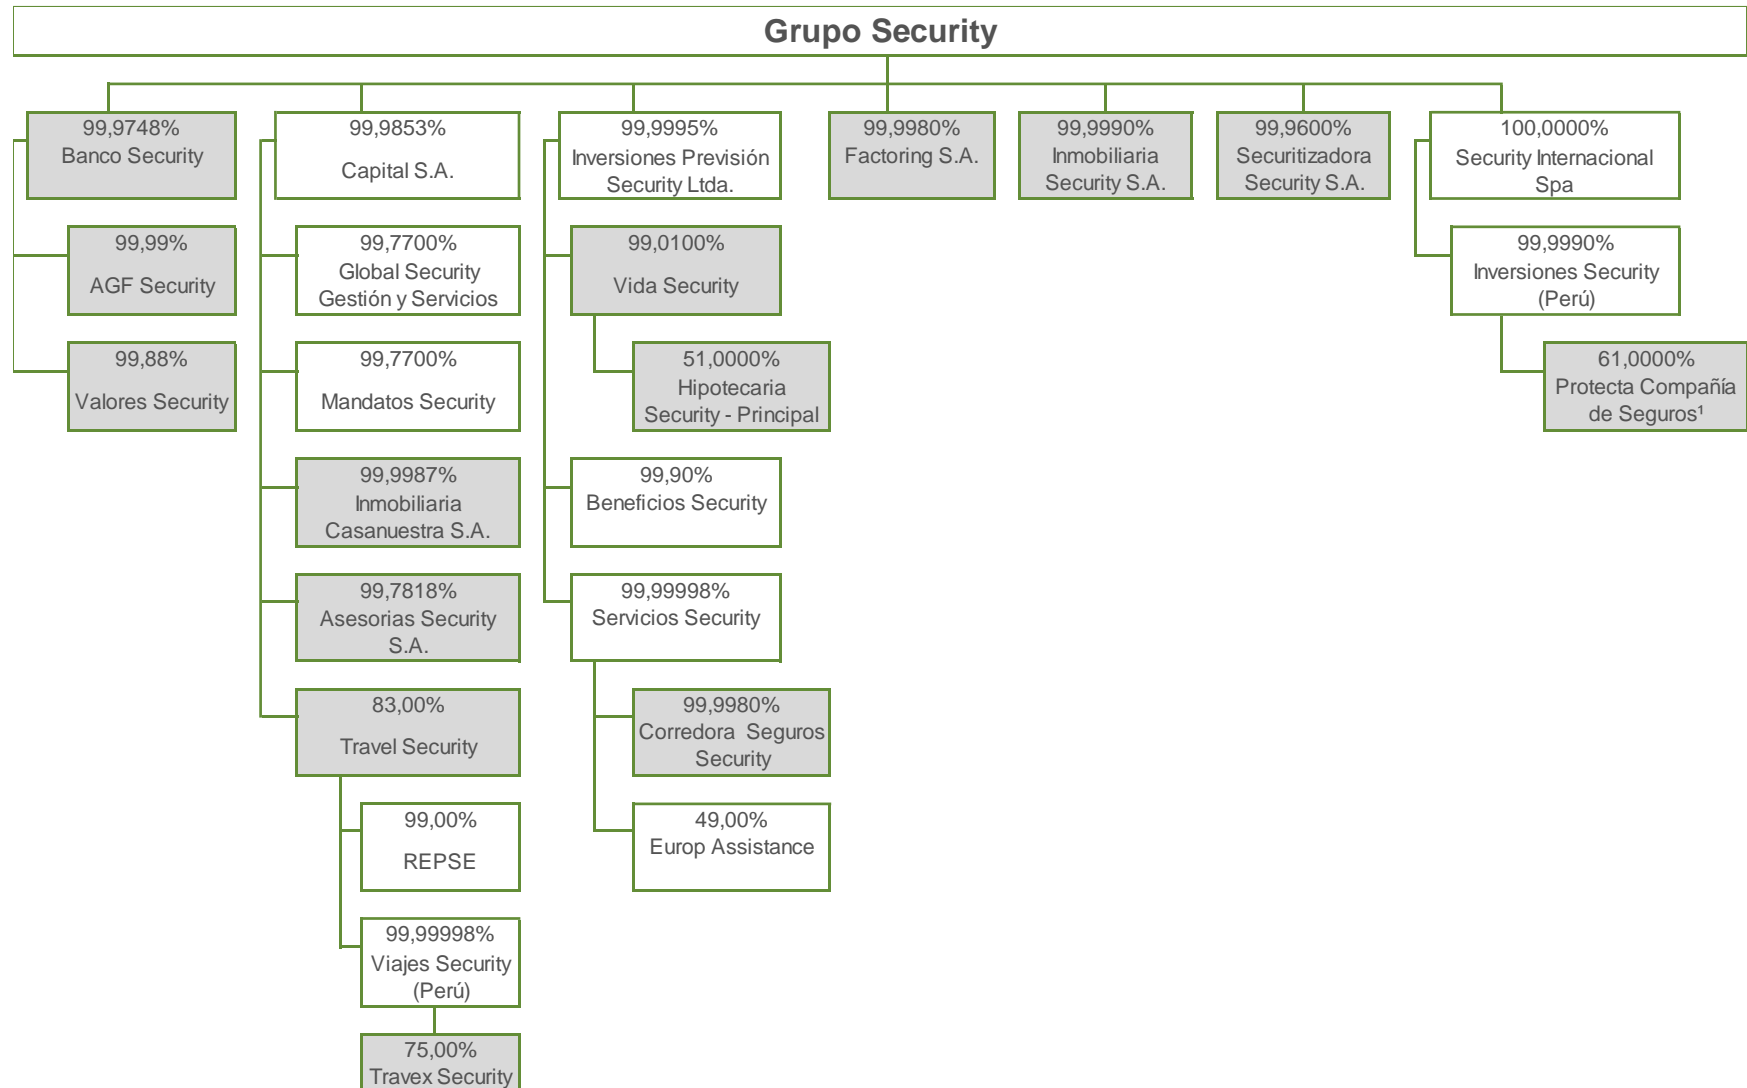 Grupo Security
99,9748%
Banco Security
99,99%
AGF Security
99,88%
Valores Security
99,9853%
Capital S.A.
99,7700%
Global Security
Gestión y Servicios
99,7700%
Mandatos Security
99,9987%
Inmobiliaria
Casanuestra S.A.
99,7818%
Asesorias Security
S.A.
83,00%
Travel Security
99,00%
REPSE
99,99998%
Viajes Security
(Perú)
75,00%
Travex Security
99,9995%
Inversiones Previsión
Security Ltda.
99,0100%
Vida Security
51,0000%
Hipotecaria
Security - Principal
99,90%
Beneficios Security
99,99998%
Servicios Security
99,9980%
Corredora  Seguros
Security
49,00%
Europ Assistance
99,9980%
Factoring S.A.
99,9990%
Inmobiliaria
Security S.A.
99,9600%
Securitizadora
Security S.A.
100,0000%
Security Internacional
Spa
99,9990%
Inversiones Security
(Perú)
61,0000%
Protecta Compañía
de Seguros¹